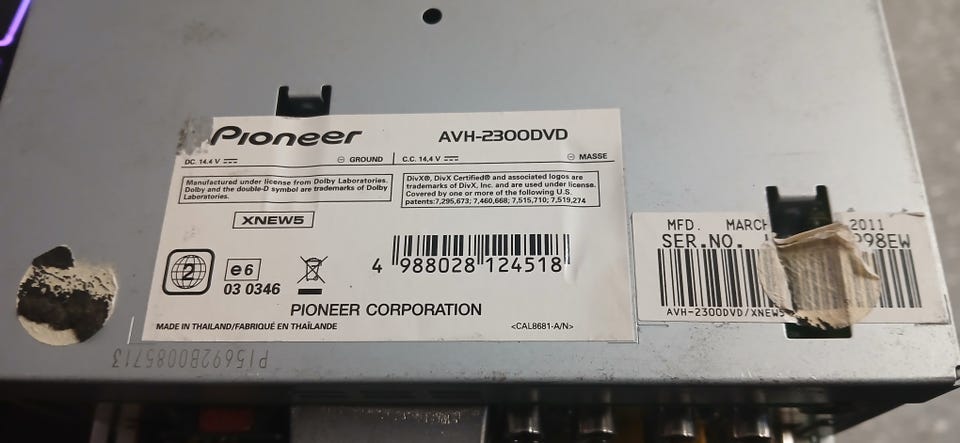 Pioneer
AVH-2300DVD
DC. 14.4 V ⊖ GROUND
C.C. 14,4 V ⊖ MASSE
Manufactured under license from Dolby Laboratories.
Dolby and the double-D symbol are trademarks of Dolby
Laboratories.
DivX®, DivX Certified® and associated logos are
trademarks of DivX, Inc. and are used under license.
Covered by one or more of the following U.S.
patents:7,295,673; 7,460,668; 7,515,710; 7,519,274
XNEW5
2
e6
03 0346
4 988028 124518
PIONEER CORPORATION
MADE IN THAILAND/FABRIQUÉ EN THAÏLANDE
<CAL8681-A/N>
MFD. MARCH 2011
SER.NO. 98EW
AVH-2300DVD/XNEW5
PI5692B0085713